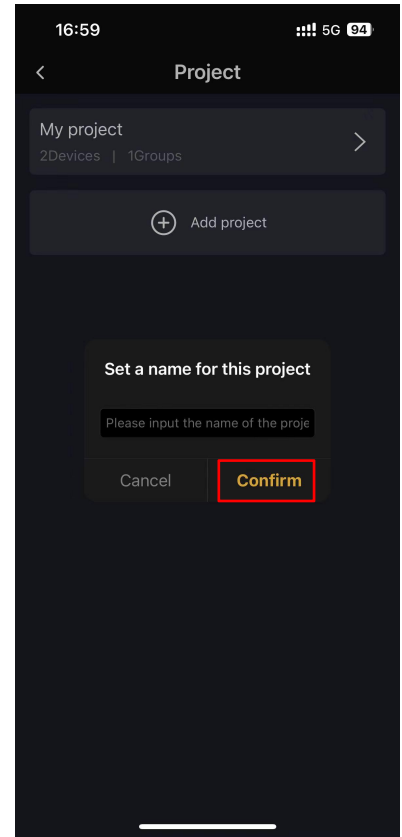 16:59 5G 94
Project
My project
2Devices | 1Groups
Add project
Set a name for this project
Please input the name of the proje
Cancel Confirm